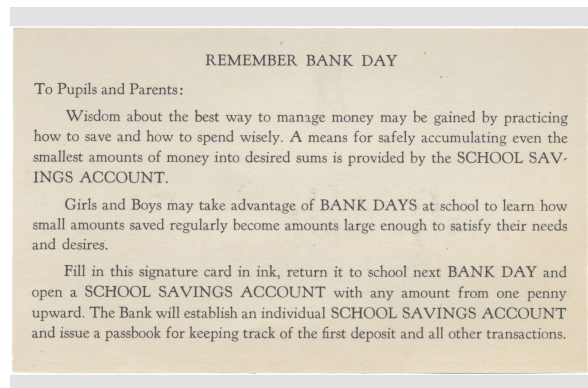 REMEMBER BANK DAY
To Pupils and Parents:
Wisdom about the best way to manage money may be gained by practicing
how to save and how to spend wisely. A means for safely accumulating even the
smallest amounts of money into desired sums is provided by the SCHOOL SAV-
INGS ACCOUNT.
Girls and Boys may take advantage of BANK DAYS at school to learn how
small amounts saved regularly become amounts large enough to satisfy their needs
and desires.
Fill in this signature card in ink, return it to school next BANK DAY and
open a SCHOOL SAVINGS ACCOUNT with any amount from one penny
upward. The Bank will establish an individual SCHOOL SAVINGS ACCOUNT
and issue a passbook for keeping track of the first deposit and all other transactions.